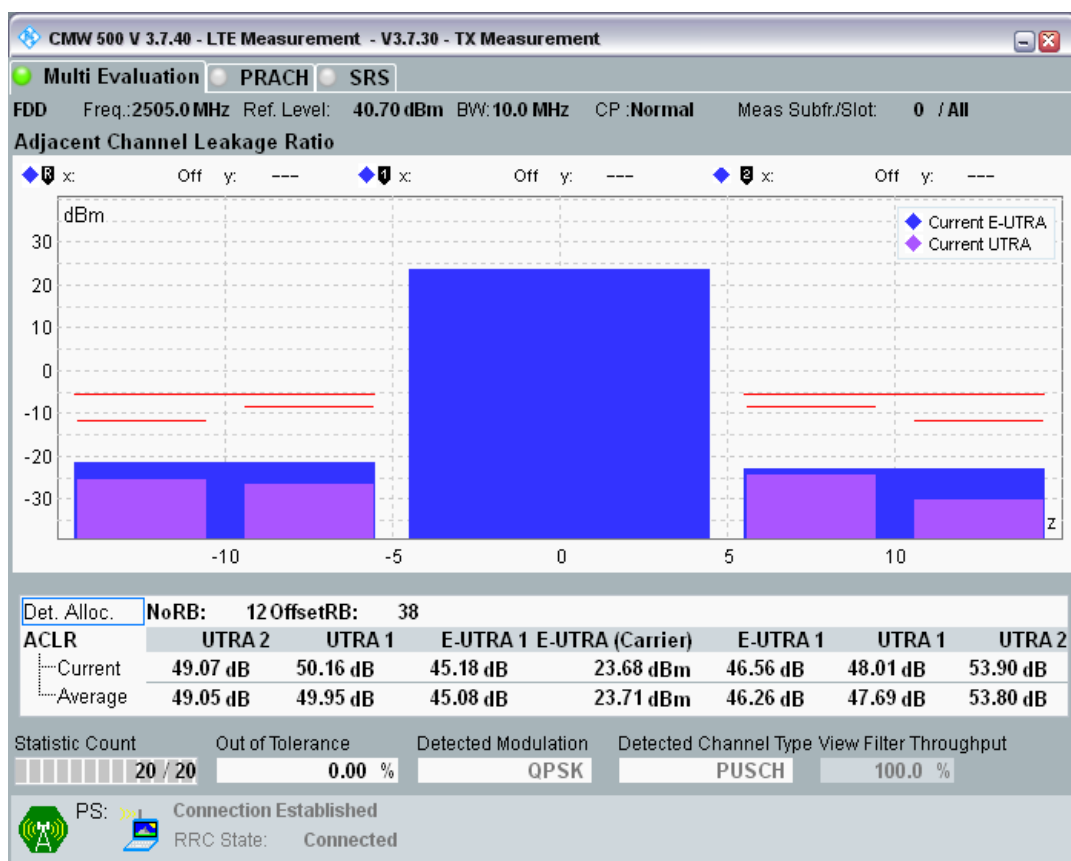 CMW 500 V 3.7.40 - LTE Measurement - V3.7.30 - TX Measurement
Multi Evaluation PRACH SRS
FDD Freq.:2505.0 MHz Ref. Level: 40.70 dBm BW: 10.0 MHz CP :Normal Meas Subfr./Slot: 0 / All
Adjacent Channel Leakage Ratio
R x: Off y: --- 1 x: Off y: --- 2 x: Off y: ---
dBm
Current E-UTRA
Current UTRA
30
20
10
0
-10
-20
-30
z
-10 -5 0 5 10
Det. Alloc. NoRB: 12 OffsetRB: 38
ACLR UTRA 2 UTRA 1 E-UTRA 1 E-UTRA (Carrier) E-UTRA 1 UTRA 1 UTRA 2
Current 49.07 dB 50.16 dB 45.18 dB 23.68 dBm 46.56 dB 48.01 dB 53.90 dB
Average 49.05 dB 49.95 dB 45.08 dB 23.71 dBm 46.26 dB 47.69 dB 53.80 dB
Statistic Count Out of Tolerance Detected Modulation Detected Channel Type View Filter Throughput
20 / 20 0.00 % QPSK PUSCH 100.0 %
PS: Connection Established
RRC State: Connected